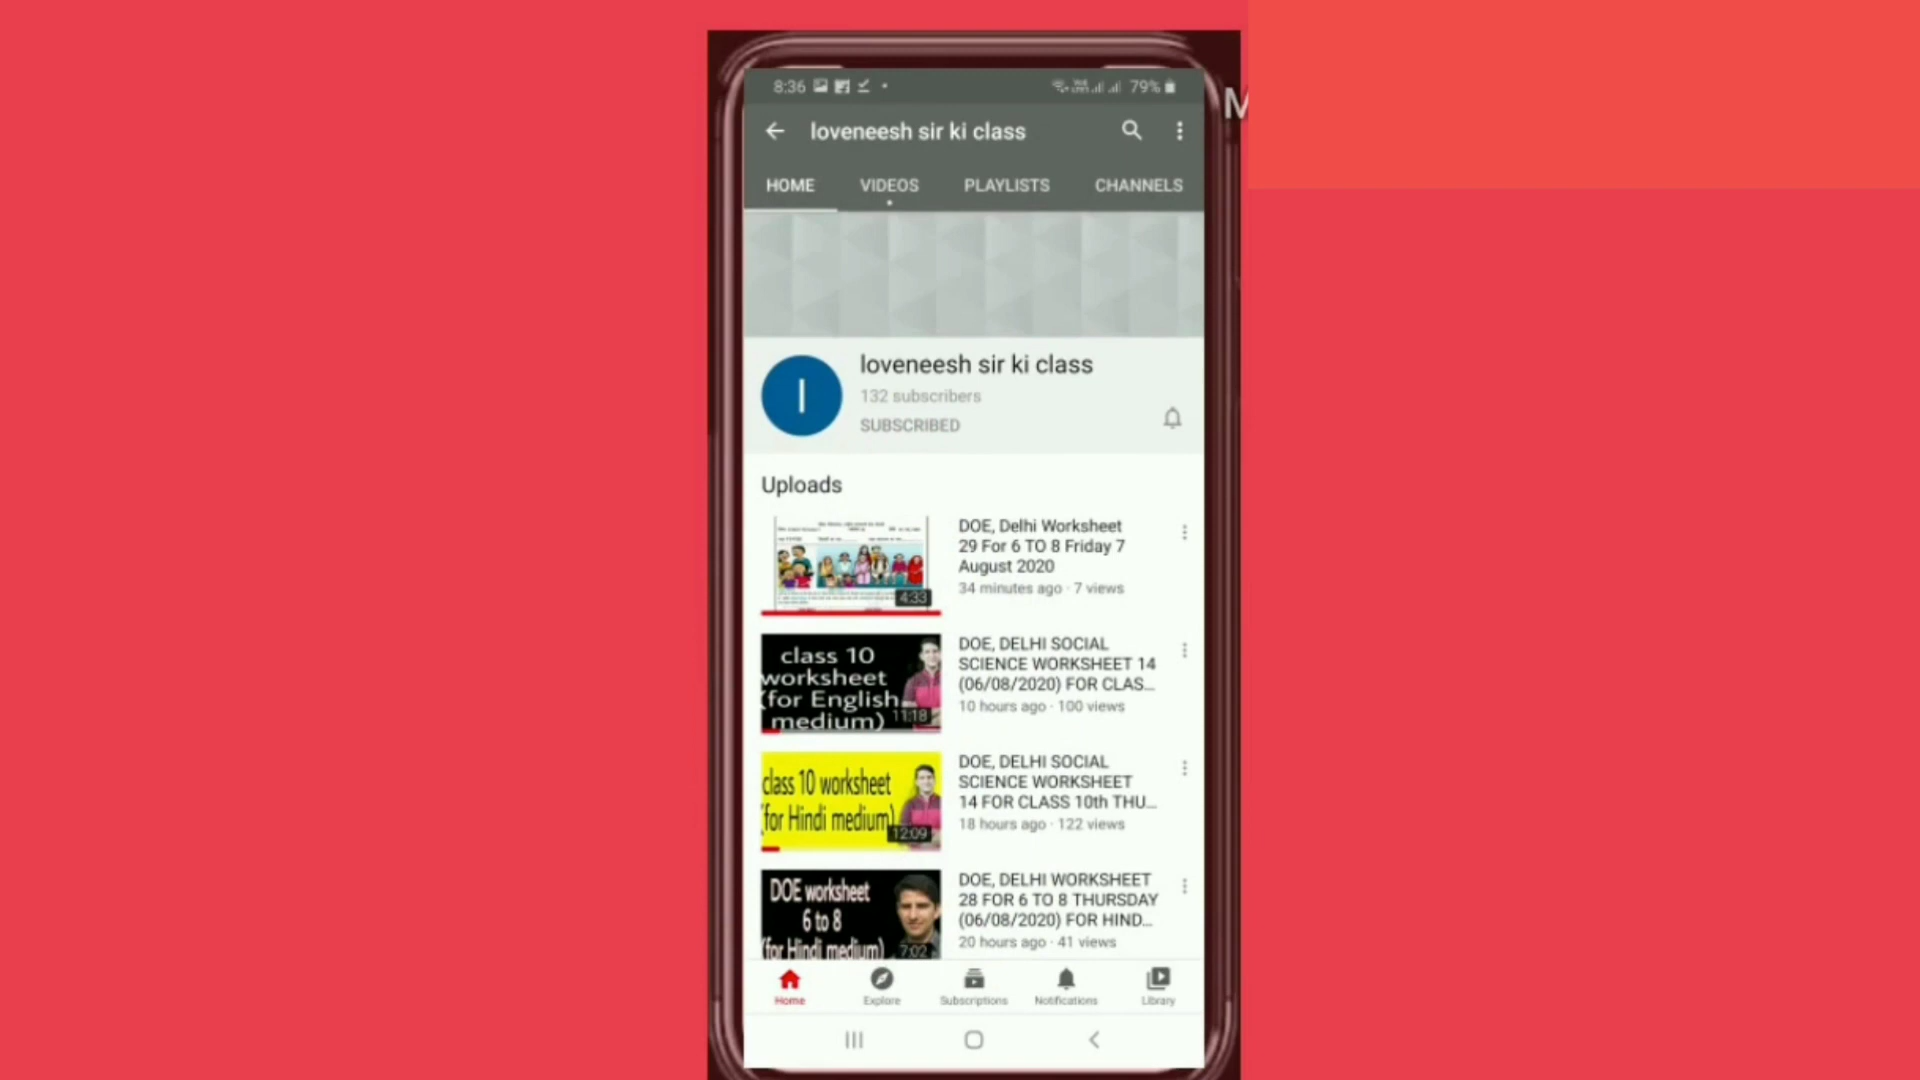 8:36
79%
M
loveneesh sir ki class
HOME VIDEOS PLAYLISTS CHANNELS
loveneesh sir ki class
132 subscribers
SUBSCRIBED
Uploads
4:33
DOE, Delhi Worksheet
29 For 6 TO 8 Friday 7
August 2020
34 minutes ago · 7 views
class 10
worksheet
(for English
medium)
11:18
DOE, DELHI SOCIAL
SCIENCE WORKSHEET 14
(06/08/2020) FOR CLAS...
10 hours ago · 100 views
class 10 worksheet
(for Hindi medium)
12:09
DOE, DELHI SOCIAL
SCIENCE WORKSHEET
14 FOR CLASS 10th THU...
18 hours ago · 122 views
DOE worksheet
6 to 8
(for Hindi medium)
7:02
DOE, DELHI WORKSHEET
28 FOR 6 TO 8 THURSDAY
(06/08/2020) FOR HIND...
20 hours ago · 41 views
Home Explore Subscriptions Notifications Library